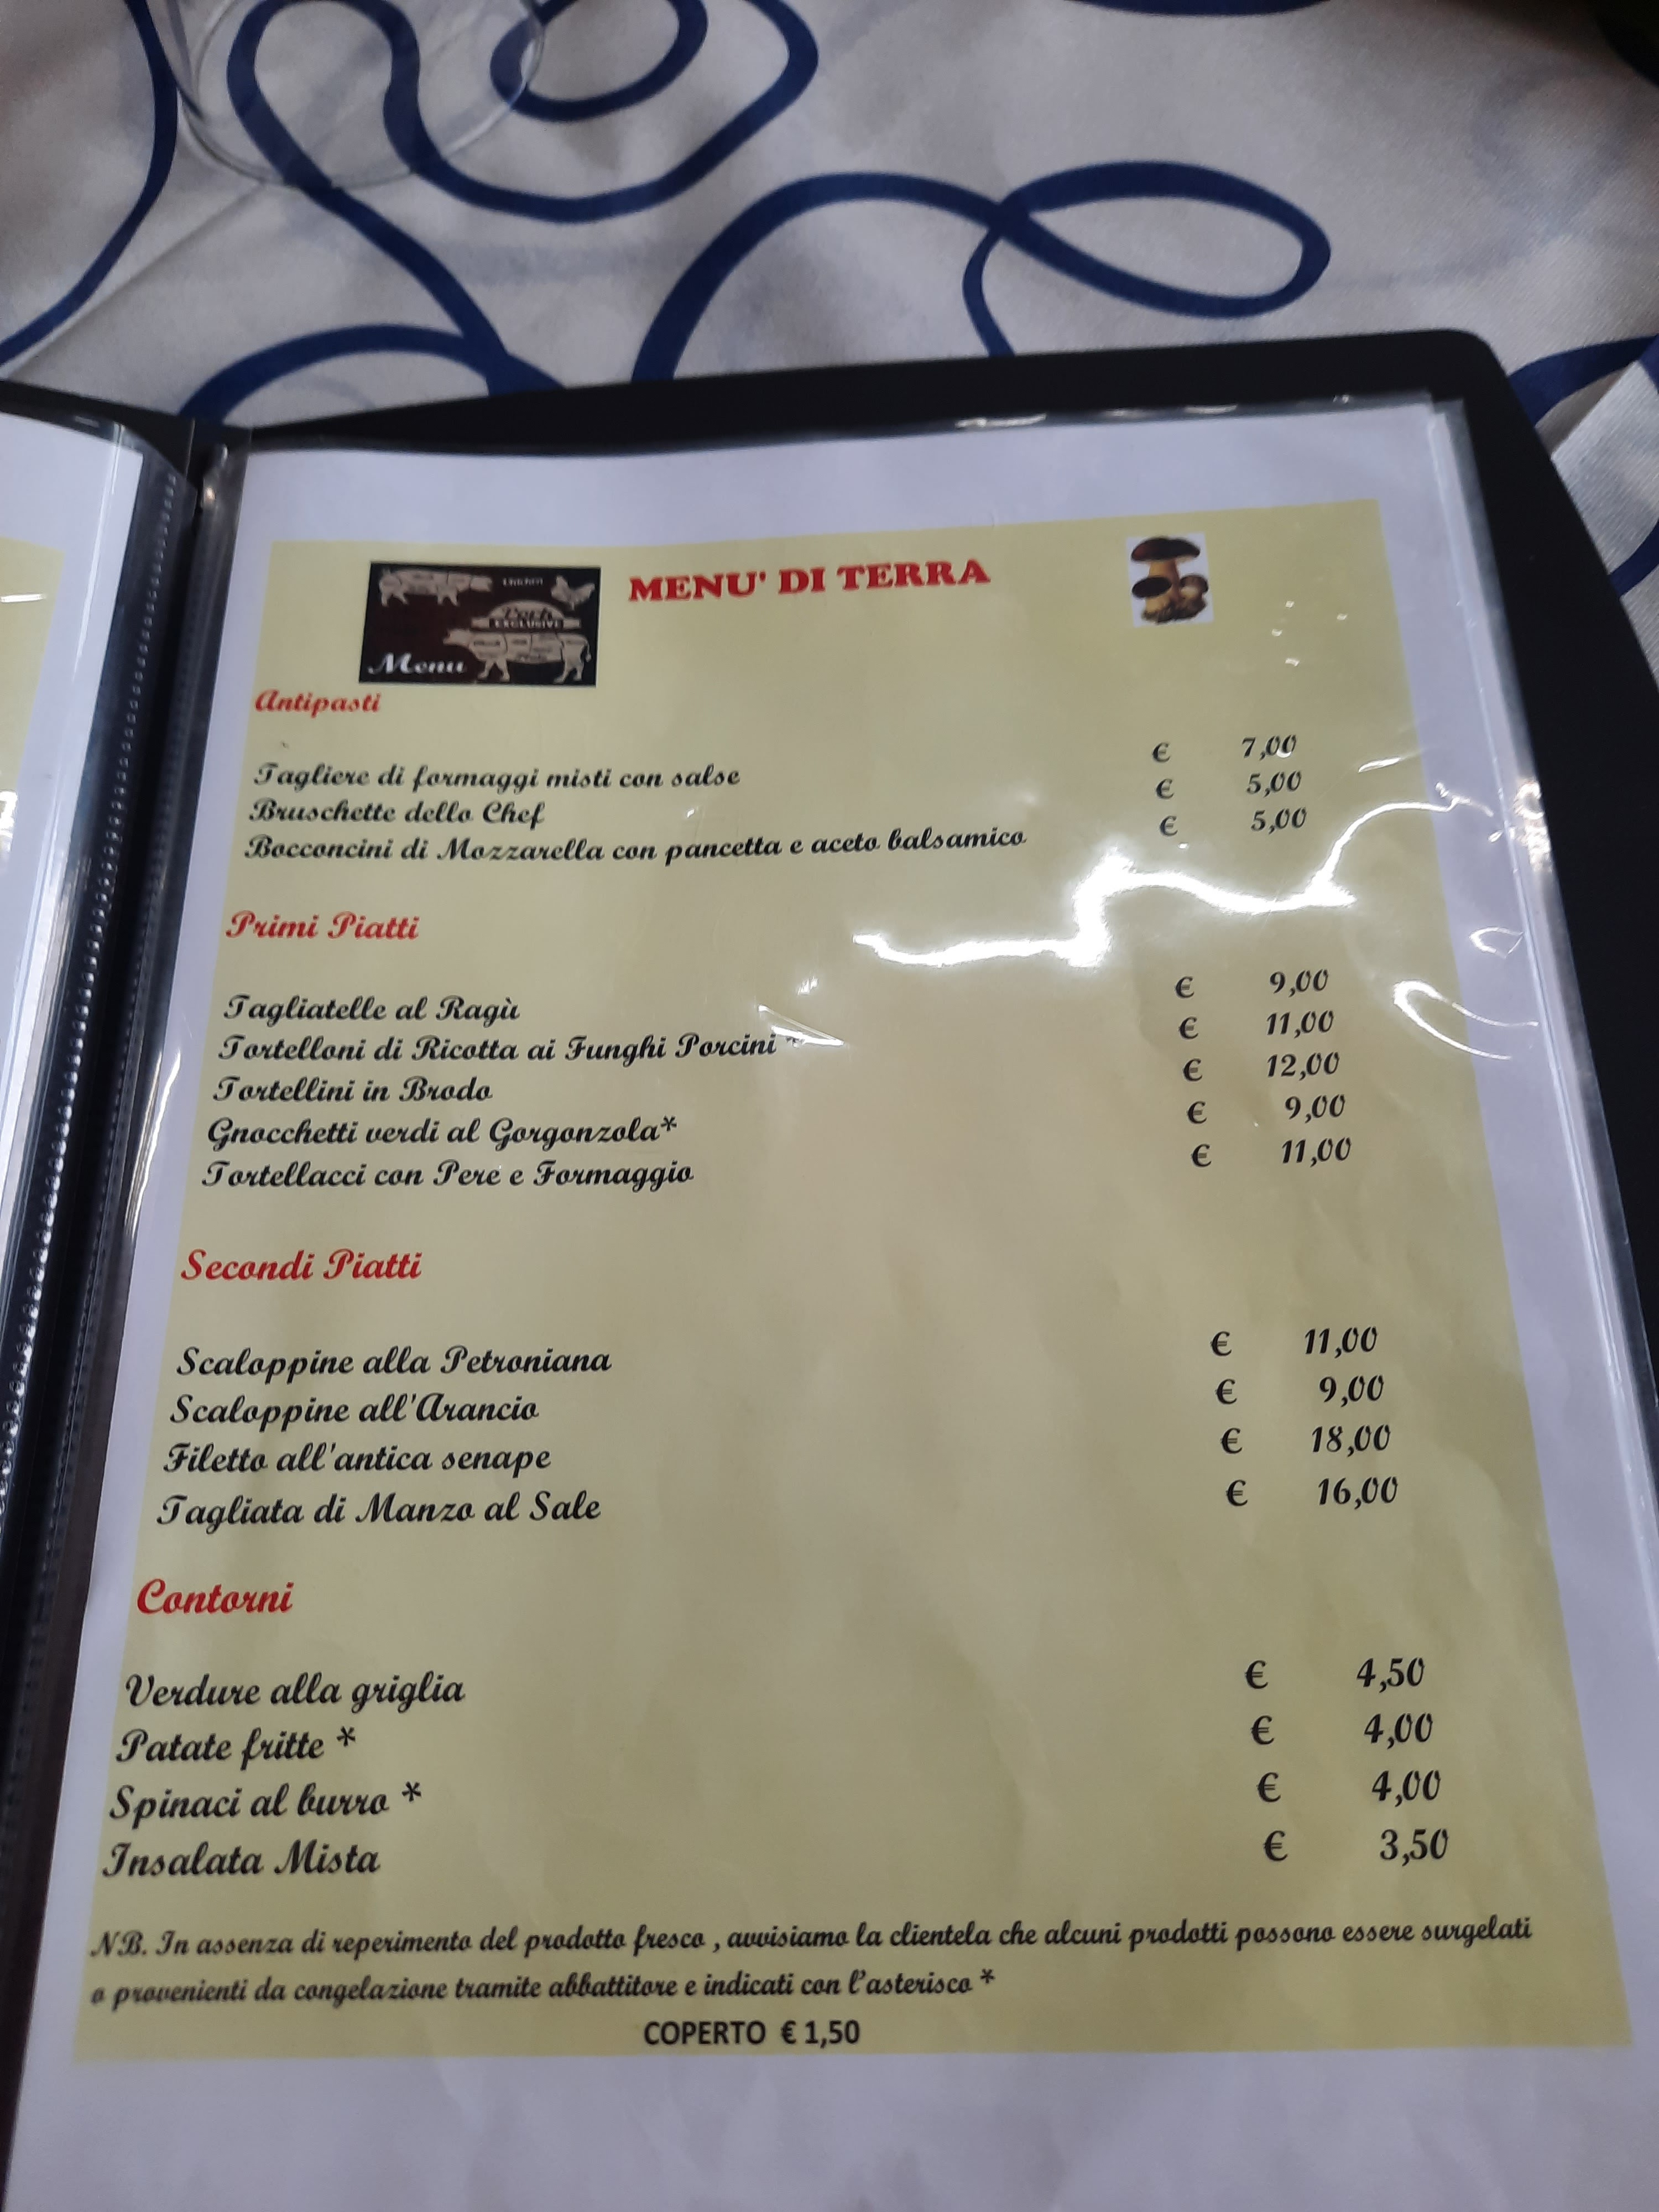 Chicken
Pork
EXCLUSIVE
Menu
MENU' DI TERRA
Antipasti
Tagliere di formaggi misti con salse € 7,00
Bruschette dello Chef € 5,00
Bocconcini di Mozzarella con pancetta e aceto balsamico € 5,00
Primi Piatti
Tagliatelle al Ragù € 9,00
Tortelloni di Ricotta ai Funghi Porcini * € 11,00
Tortellini in Brodo € 12,00
Gnocchetti verdi al Gorgonzola* € 9,00
Tortellacci con Pere e Formaggio € 11,00
Secondi Piatti
Scaloppine alla Petroniana € 11,00
Scaloppine all'Arancio € 9,00
Filetto all'antica senape € 18,00
Tagliata di Manzo al Sale € 16,00
Contorni
Verdure alla griglia € 4,50
Patate fritte * € 4,00
Spinaci al burro * € 4,00
Insalata Mista € 3,50
NB. In assenza di reperimento del prodotto fresco , avvisiamo la clientela che alcuni prodotti possono essere surgelati
o provenienti da congelazione tramite abbattitore e indicati con l'asterisco *
COPERTO € 1,50